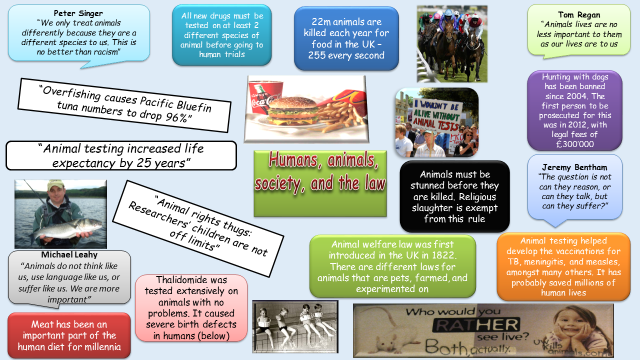 Peter Singer
"We only treat animals
differently because they are a
different species to us. This is
no better than racism"
All new drugs must be
tested on at least 2
different species of
animal before going to
human trials
22m animals are
killed each year for
food in the UK –
255 every second
Tom Regan
"Animals lives are no
less important to them
as our lives are to us
Hunting with dogs
has been banned
since 2004. The
first person to be
prosecuted for this
was in 2012, with
legal fees of
£300'000
"Overfishing causes Pacific Bluefin
tuna numbers to drop 96%"
I WOULDN'T BE
ALIVE WITHOUT
ANIMAL TESTS
"Animal testing increased life
expectancy by 25 years"
Humans, animals,
society, and the law
Animals must be
stunned before they
are killed. Religious
slaughter is exempt
from this rule
Jeremy Bentham
"The question is not
can they reason, or
can they talk, but
can they suffer?"
"Animal rights thugs:
Researchers' children are not
off limits"
Michael Leahy
"Animals do not think like
us, use language like us, or
suffer like us. We are more
important"
Thalidomide was
tested extensively on
animals with no
problems. It caused
severe birth defects
in humans (below)
Animal welfare law was first
introduced in the UK in 1822.
There are different laws for
animals that are pets, farmed, and
experimented on
Animal testing helped
develop the vaccinations for
TB, meningitis, and measles,
amongst many others. It has
probably saved millions of
human lives
Meat has been an
important part of the
human diet for millennia
Who would you
RATHER
see live?
Both actually.